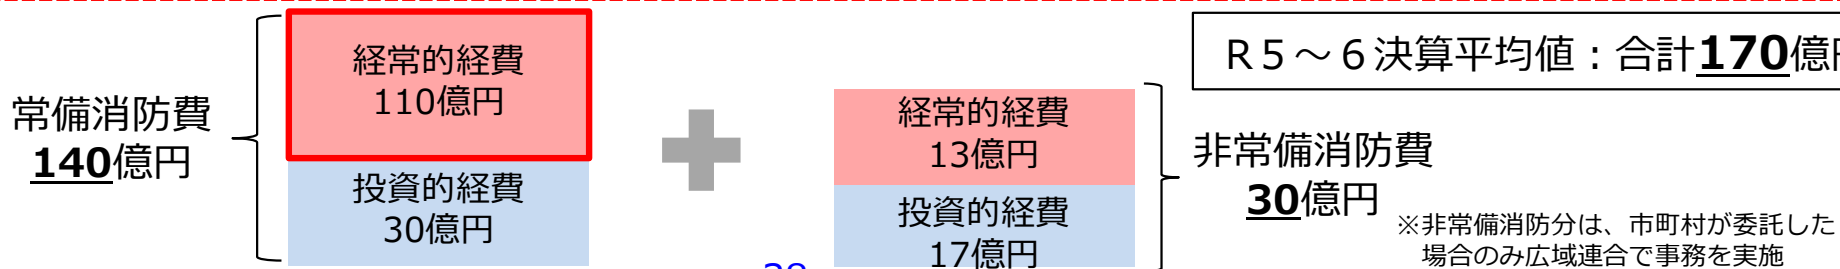 常備消防費
140億円
経常的経費
110億円
投資的経費
30億円
経常的経費
13億円
投資的経費
17億円
R5~6決算平均値:合計170億円
非常備消防費
30億円
※非常備消防分は、市町村が委託した
場合のみ広域連合で事務を実施